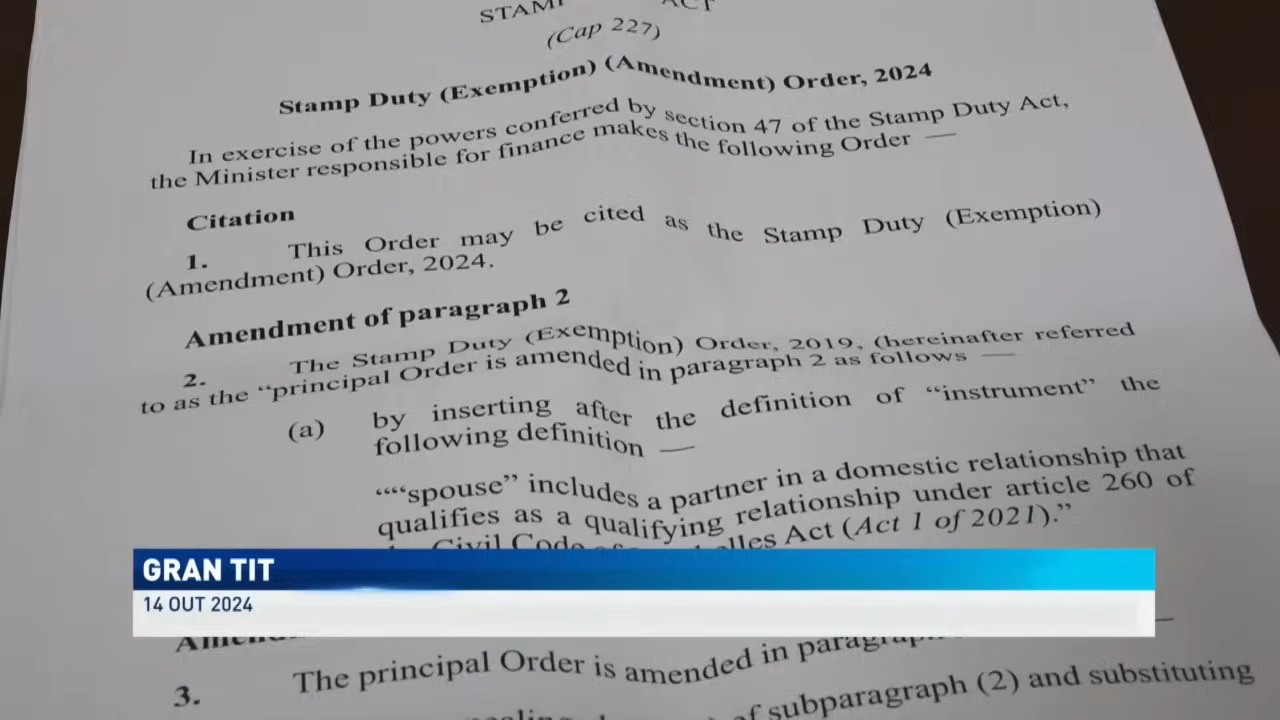 (Cap 227)
Stamp Duty (Exemption) (Amendment) Order, 2024
In exercise of the powers conferred by section 47 of the Stamp Duty Act,
the Minister responsible for finance makes the following Order —
Citation
1. This Order may be cited as the Stamp Duty (Exemption)
(Amendment) Order, 2024.
Amendment of paragraph 2
2. The Stamp Duty (Exemption) Order, 2019, (hereinafter referred
to as the “principal Order is amended in paragraph 2 as follows —
(a) by inserting after the definition of “instrument” the
following definition —
““spouse” includes a partner in a domestic relationship that
qualifies as a qualifying relationship under article 260 of
Civil Code Act (Act 1 of 2021).”
GRAN TIT
14 OUT 2024
3. The principal Order is amended in
of subparagraph (2) and substituting